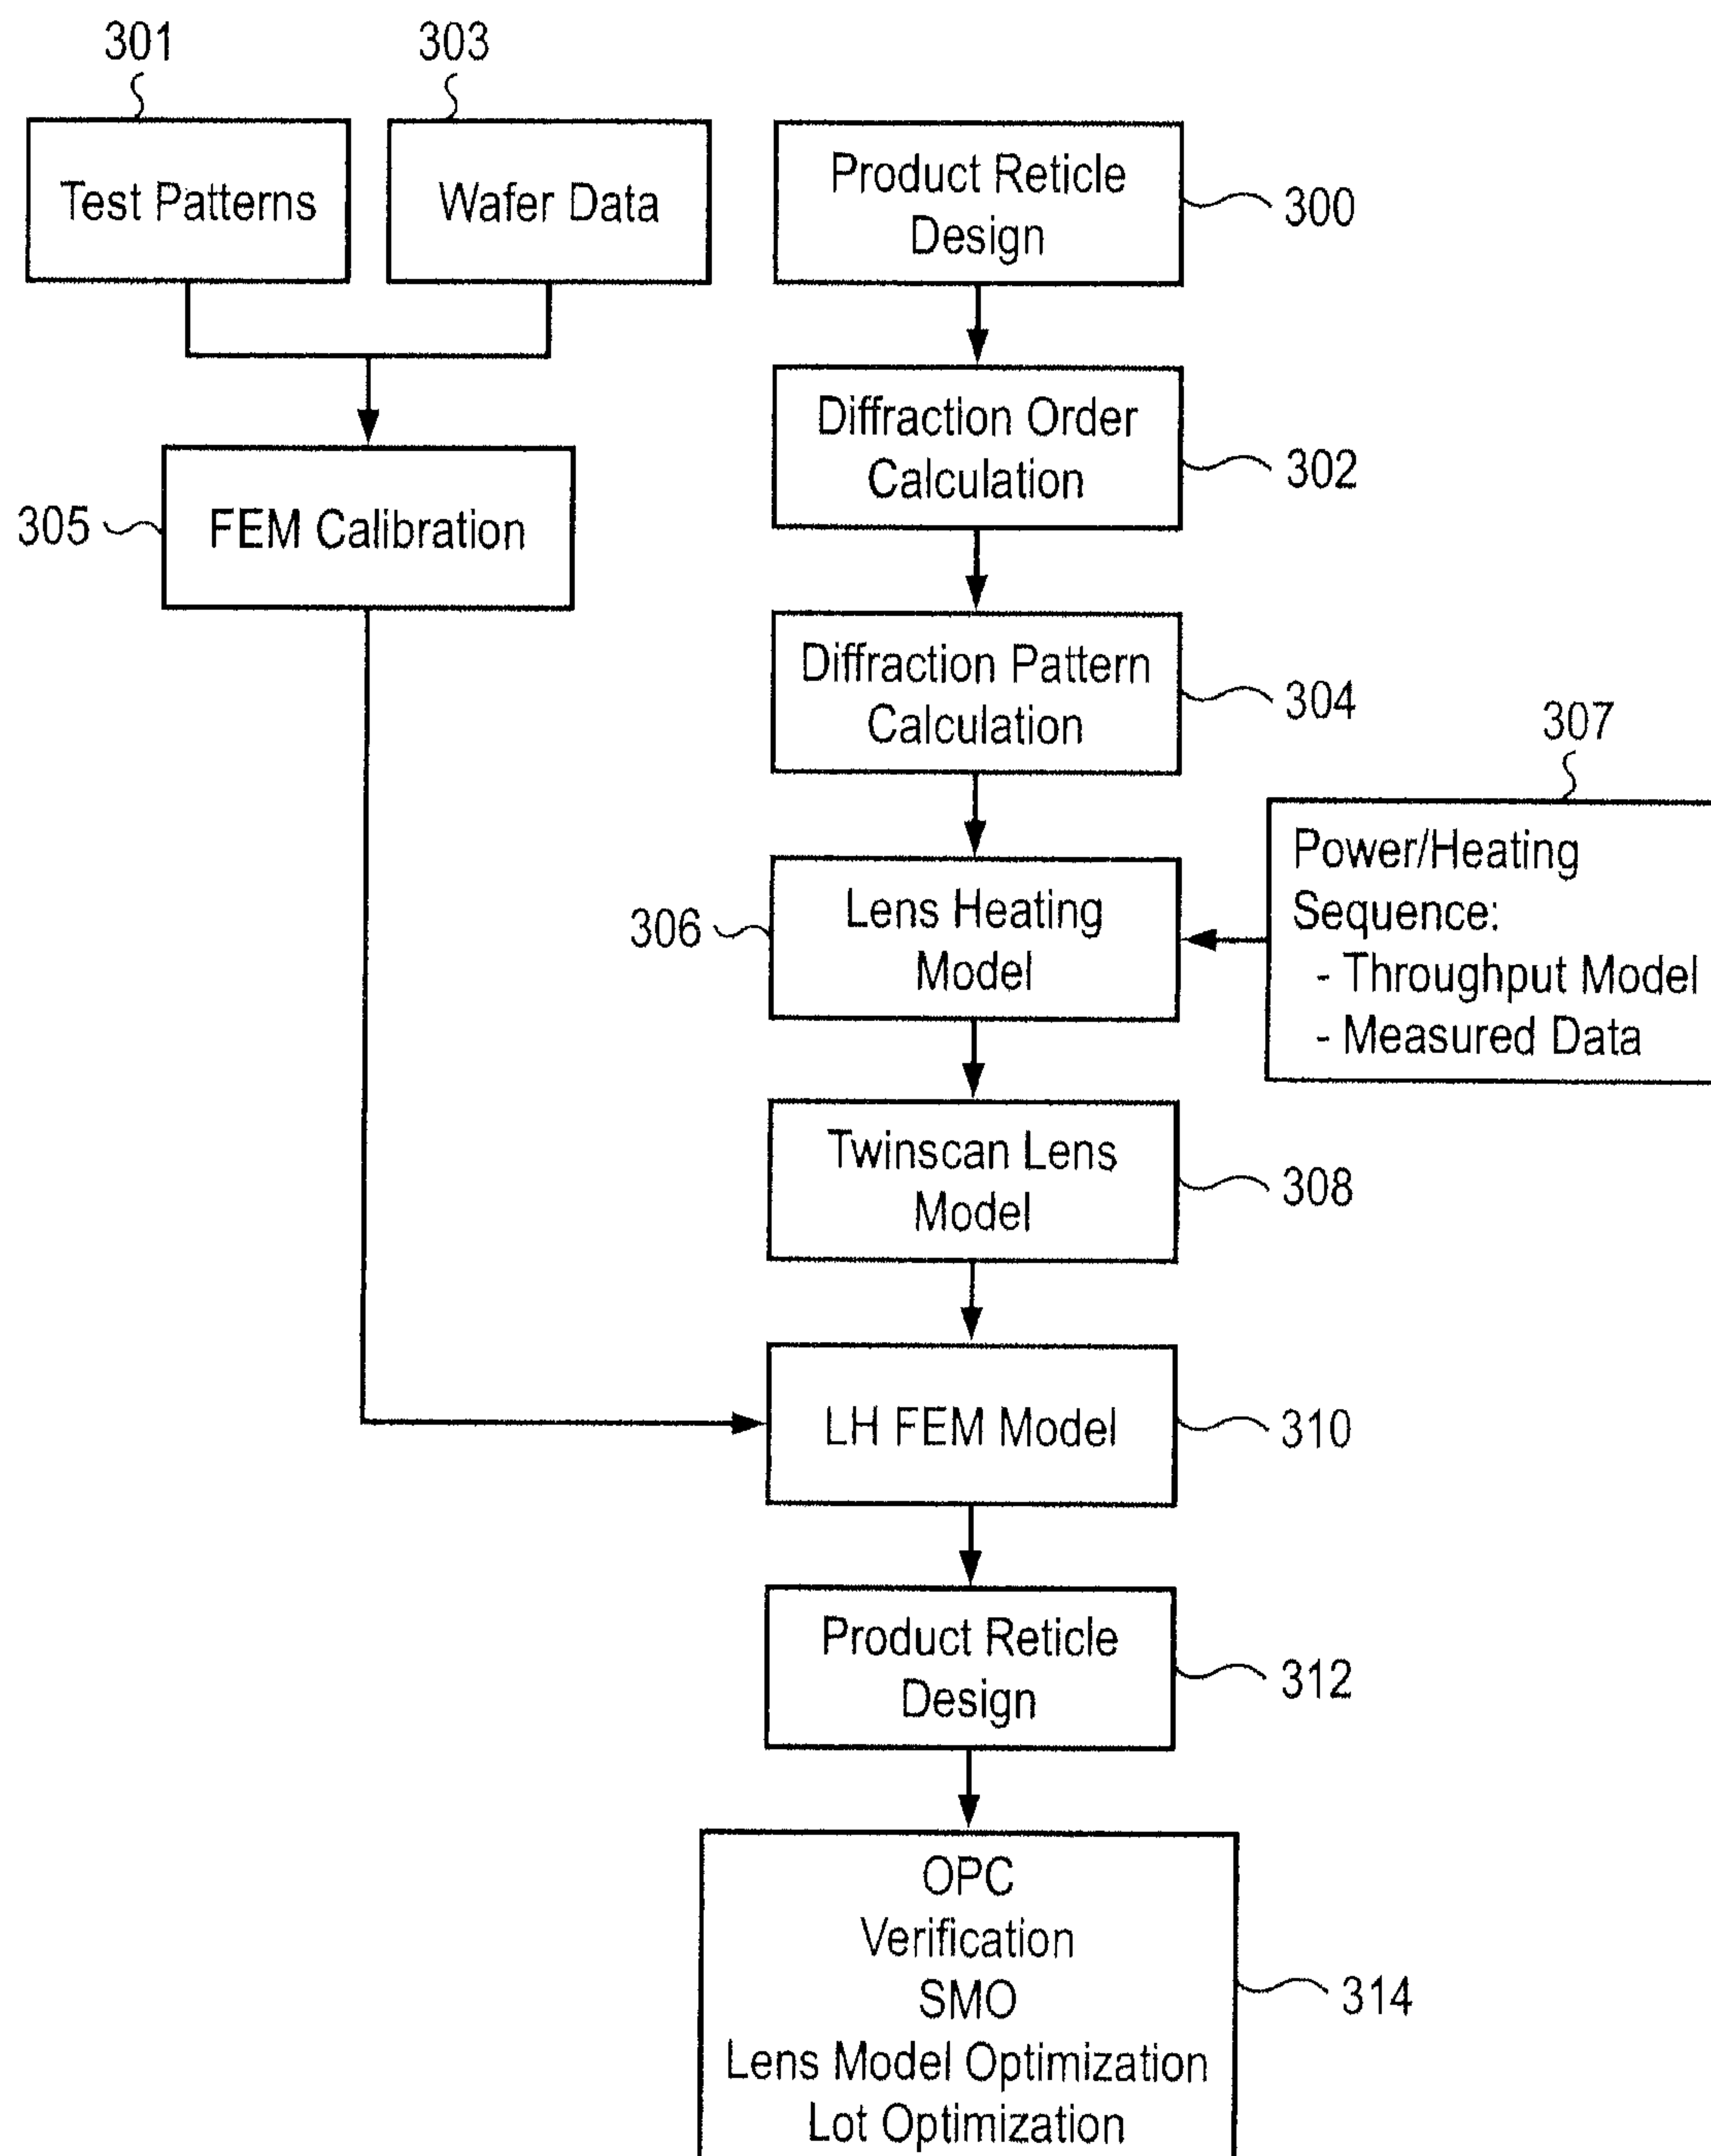 301
303
Test Patterns
Wafer Data
Product Reticle
Design
300
Diffraction Order
Calculation
302
305
FEM Calibration
Diffraction Pattern
Calculation
304
307
Power/Heating
Sequence:
- Throughput Model
- Measured Data
306
Lens Heating
Model
Twinscan Lens
Model
308
LH FEM Model
310
Product Reticle
Design
312
OPC
Verification
SMO
Lens Model Optimization
Lot Optimization
314